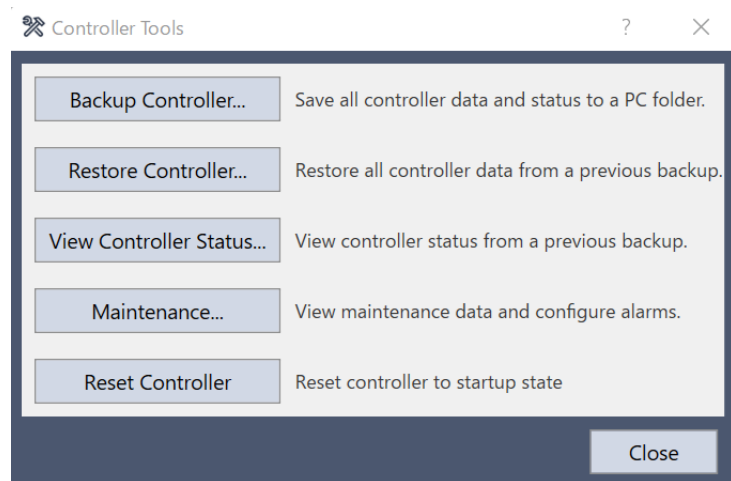 Controller Tools
Backup Controller... Save all controller data and status to a PC folder.
Restore Controller... Restore all controller data from a previous backup.
View Controller Status... View controller status from a previous backup.
Maintenance... View maintenance data and configure alarms.
Reset Controller Reset controller to startup state
Close